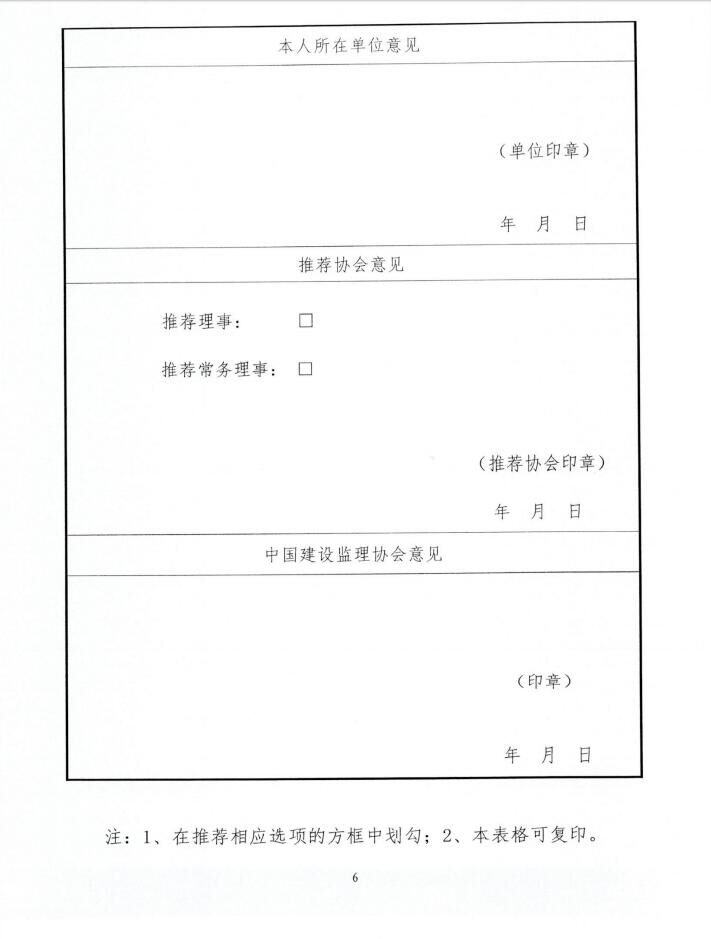 本人所在单位意见
（单位印章）
年 月 日
推荐协会意见
推荐理事： □
推荐常务理事： □
（推荐协会印章）
年 月 日
中国建设监理协会意见
（印章）
年 月 日
注：1、在推荐相应选项的方框中划勾；2、本表格可复印。
6